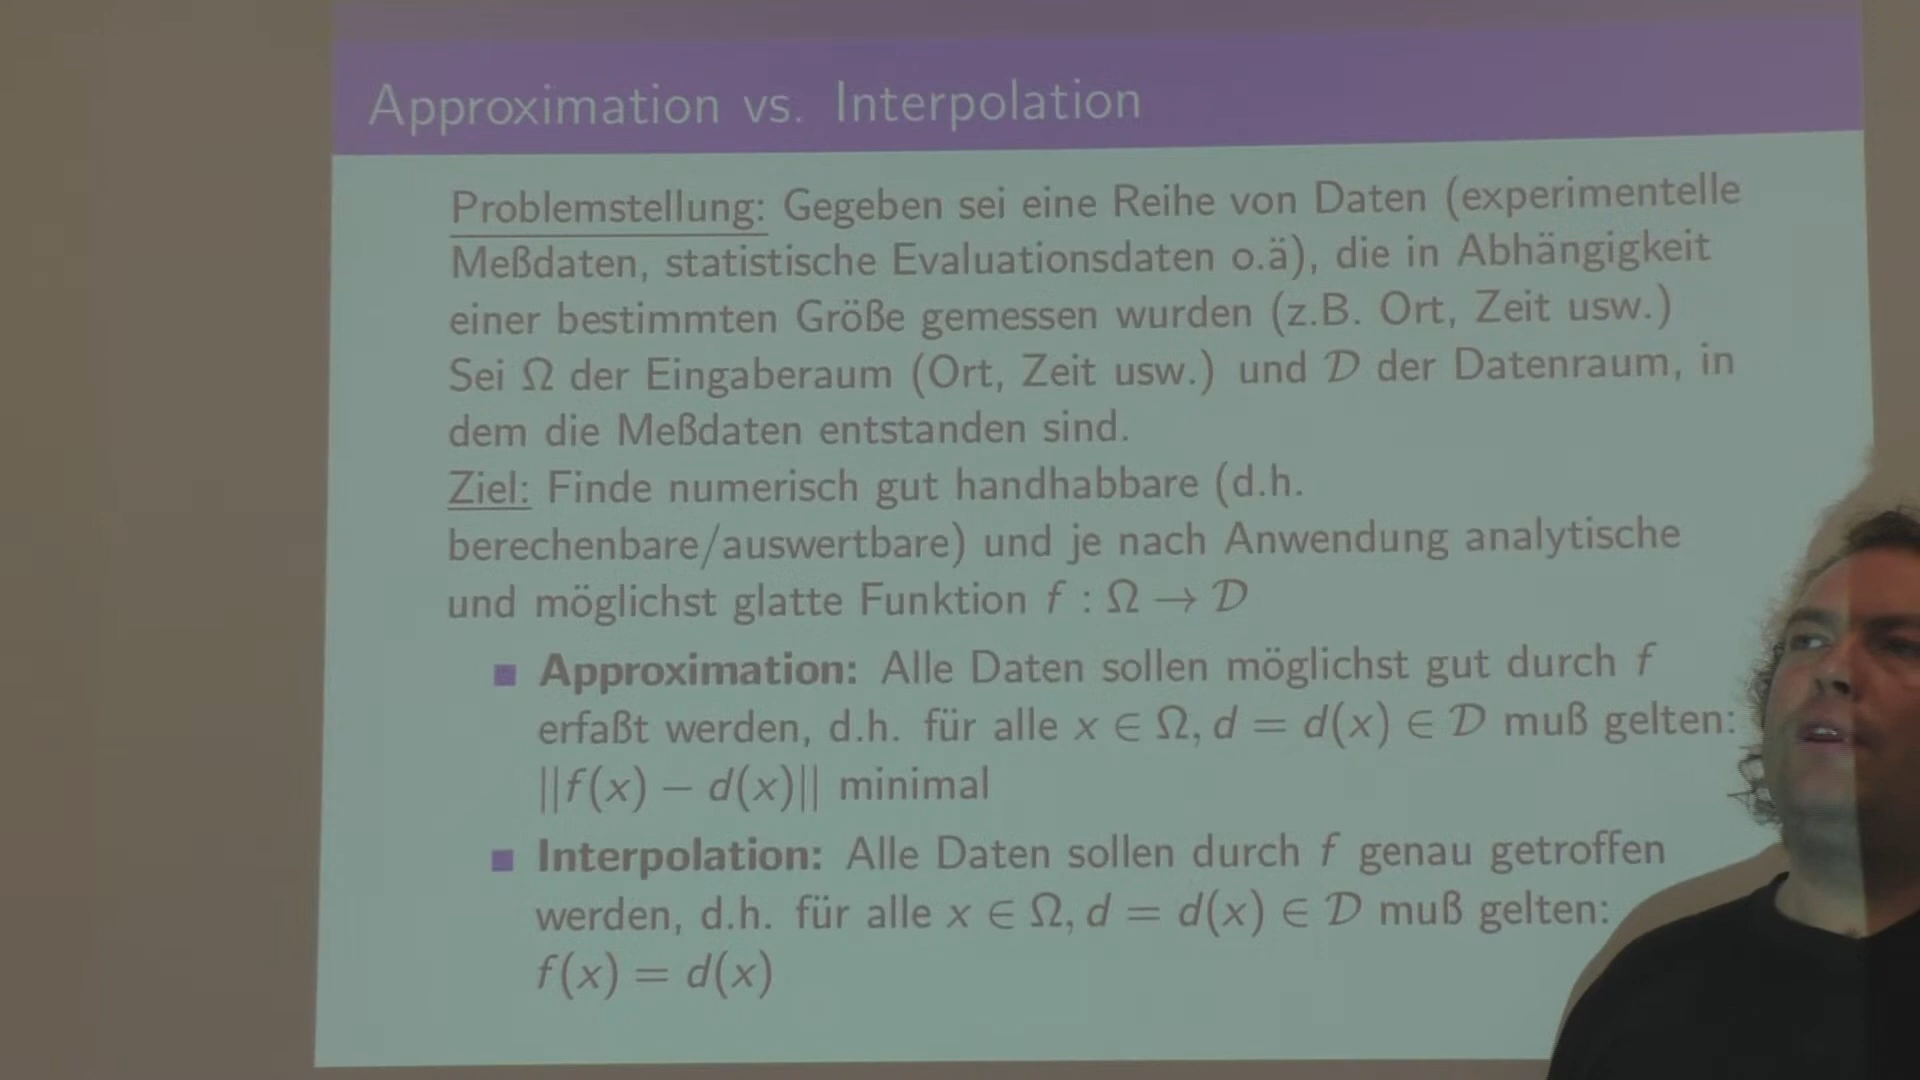 Approximation vs. Interpolation
Problemstellung: Gegeben sei eine Reihe von Daten (experimentelle
Meßdaten, statistische Evaluationsdaten o.ä), die in Abhängigkeit
einer bestimmten Größe gemessen wurden (z.B. Ort, Zeit usw.)
Sei Ω der Eingaberaum (Ort, Zeit usw.) und 𝒟 der Datenraum, in
dem die Meßdaten entstanden sind.
Ziel: Finde numerisch gut handhabbare (d.h.
berechenbare/auswertbare) und je nach Anwendung analytische
und möglichst glatte Funktion f : Ω → 𝒟
Approximation: Alle Daten sollen möglichst gut durch f
erfaßt werden, d.h. für alle x ∈ Ω, d = d(x) ∈ 𝒟 muß gelten:
||f(x) − d(x)|| minimal
Interpolation: Alle Daten sollen durch f genau getroffen
werden, d.h. für alle x ∈ Ω, d = d(x) ∈ 𝒟 muß gelten:
f(x) = d(x)